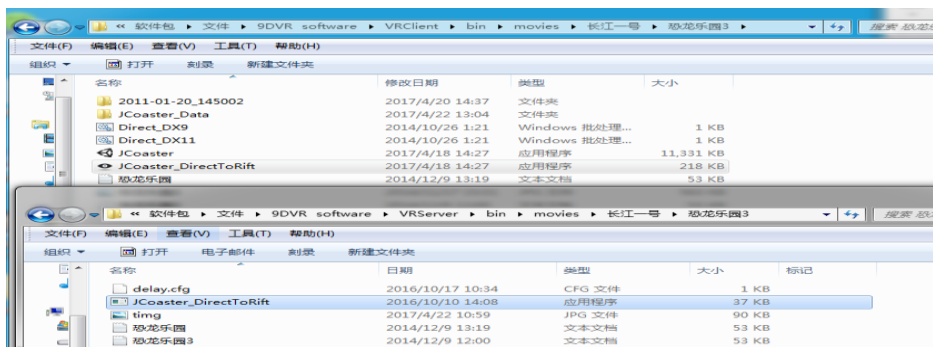 « 软件包 ▸ 文件 ▸ 9DVR software ▸ VRClient ▸ bin ▸ movies ▸ 长江一号 ▸ 恐龙乐园3 ▸ 搜索 恐龙
文件(F) 编辑(E) 查看(V) 工具(T) 帮助(H)
组织 打开 刻录 新建文件夹
名称 修改日期 类型 大小
2011-01-20_145002 2017/4/20 14:37 文件夹
JCoaster_Data 2017/4/22 13:04 文件夹
Direct_DX9 2014/10/26 1:21 Windows 批处理... 1 KB
Direct_DX11 2014/10/26 1:21 Windows 批处理... 1 KB
JCoaster 2017/4/18 14:27 应用程序 11,331 KB
JCoaster_DirectToRift 2017/4/18 14:27 应用程序 218 KB
恐龙乐园 2014/12/9 13:19 文本文档 53 KB
« 软件包 ▸ 文件 ▸ 9DVR software ▸ VRServer ▸ bin ▸ movies ▸ 长江一号 ▸ 恐龙乐园3 搜索 恐
文件(F) 编辑(E) 查看(V) 工具(T) 帮助(H)
组织 打开 电子邮件 刻录 新建文件夹
名称 日期 类型 大小 标记
delay.cfg 2016/10/17 10:34 CFG 文件 1 KB
JCoaster_DirectToRift 2016/10/10 14:08 应用程序 37 KB
timg 2017/4/22 10:59 JPG 文件 90 KB
恐龙乐园 2014/12/9 13:19 文本文档 53 KB
恐龙乐园3 2014/12/9 12:00 文本文档 53 KB